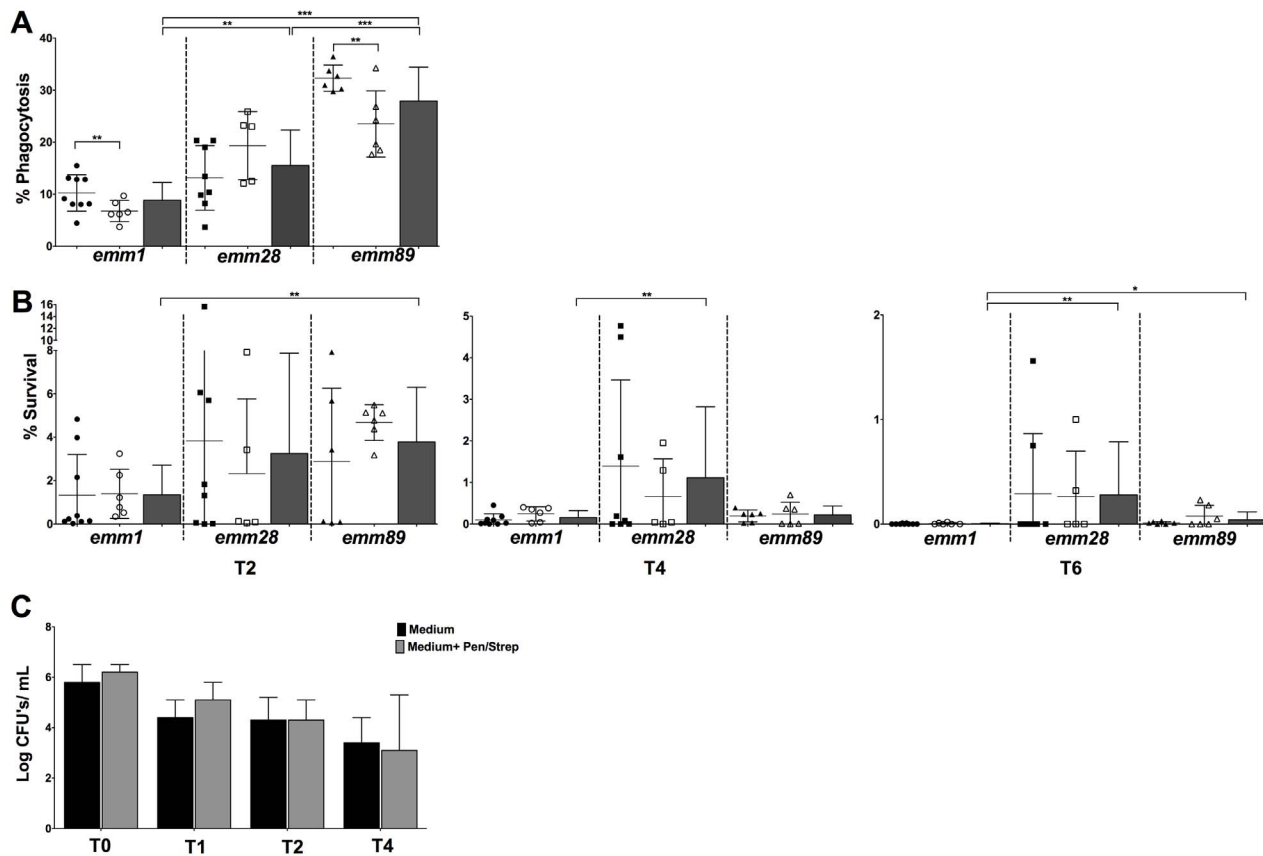 A
***
**
***
**
**
40
30
20
10
0
% Phagocytosis
emm1
emm28
emm89
B
**
16
14
12
10
8
6
4
2
0
% Survival
emm1
emm28
emm89
T2
**
5
4
3
2
1
0
emm1
emm28
emm89
T4
*
**
2
1
0
emm1
emm28
emm89
T6
C
Medium
Medium+ Pen/Strep
8
6
4
2
0
Log CFU's/ mL
T0
T1
T2
T4